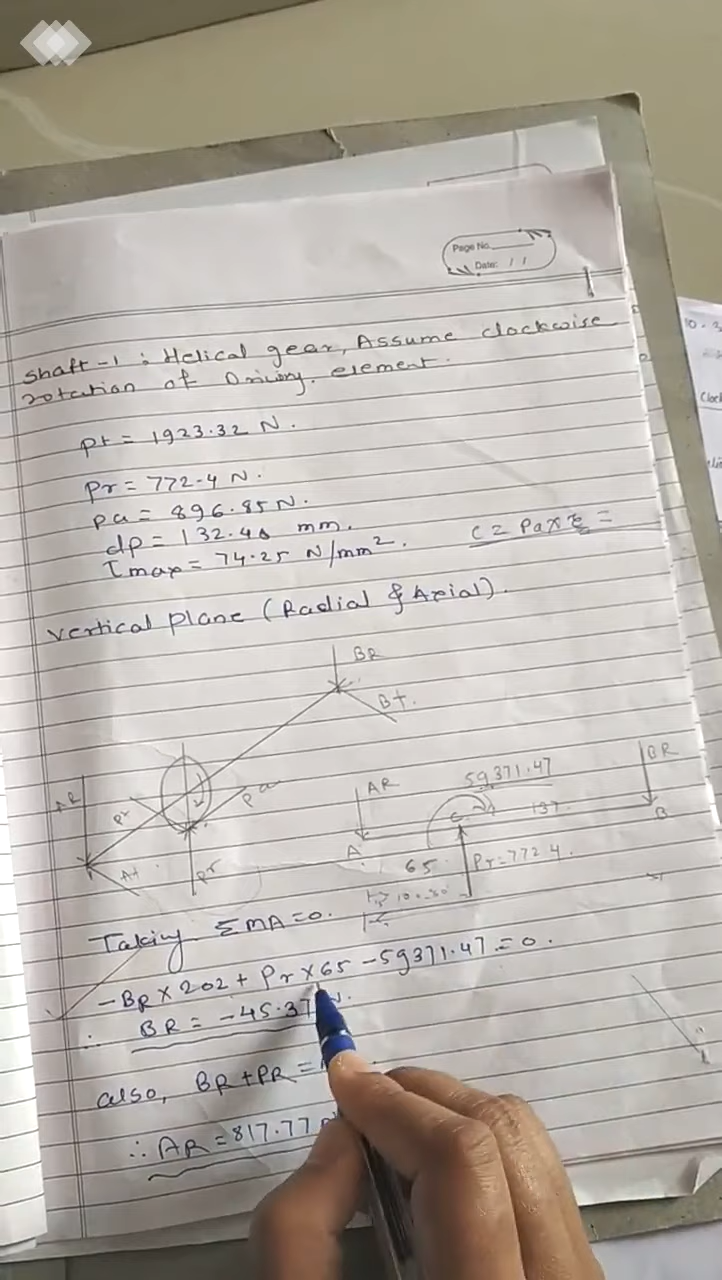 Page No.
Date: / /
1
Shaft-1: Helical gear, Assume clockwise
rotation of Driving. element.
pt = 1923.32 N.
Pr = 772.4 N.
pa = 896.85 N.
dp = 132.4 mm.
τmax = 74.25 N/mm².
Vertical plane (Radial & Axial).
BR
Bt.
AR
pa
At
pr
AR
59371.47
BR
137.
B
A
65
Pr=772.4.
Taking ΣMA=0.
-BR × 202 + Pr × 65 - 59371.47 = 0.
∴ BR = -45.37 N.
also, BR + PR =
∴ AR = 817.77